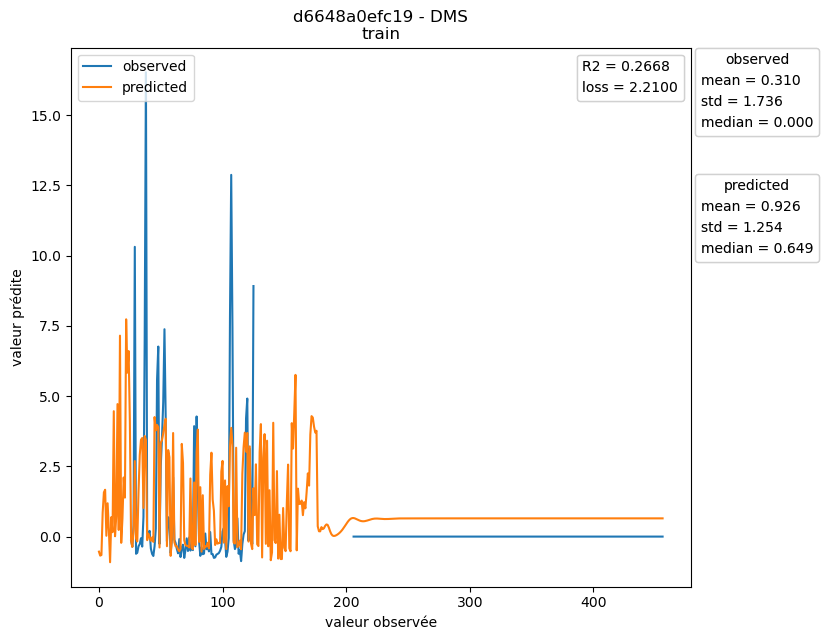 d6648a0efc19 - DMS
train
observed
predicted
R2 = 0.2668
loss = 2.2100
observed
mean = 0.310
std = 1.736
median = 0.000
predicted
mean = 0.926
std = 1.254
median = 0.649
valeur prédite
15.0
12.5
10.0
7.5
5.0
2.5
0.0
0
100
200
300
400
valeur observée